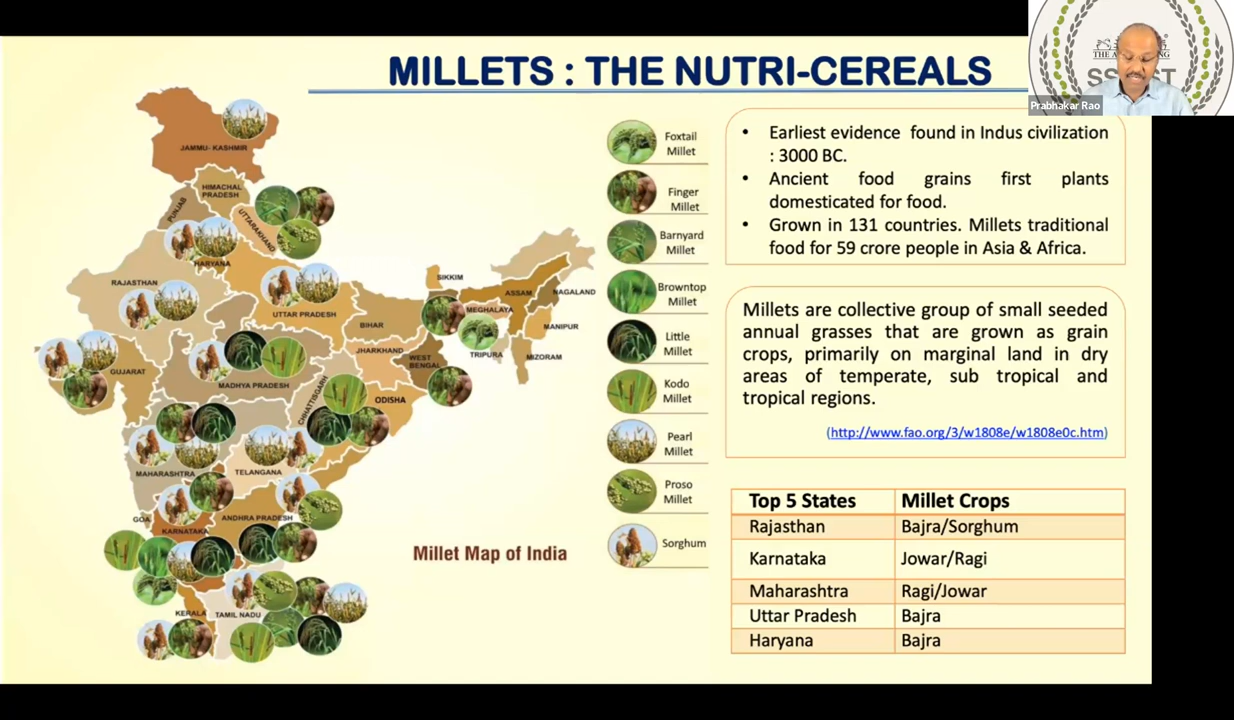 MILLETS : THE NUTRI-CEREALS
Prabhakar Rao
JAMMU- KASHMIR
HIMACHAL
PRADESH
PUNJAB
UTTARAKHAND
HARYANA
RAJASTHAN
UTTAR PRADESH
SIKKIM
ASSAM
NAGALAND
MEGHALAYA
MANIPUR
BIHAR
TRIPURA
MIZORAM
JHARKHAND
WEST
BENGAL
GUJARAT
MADHYA PRADESH
CHHATTISGARH
ODISHA
MAHARASHTRA
TELANGANA
GOA
ANDHRA PRADESH
KARNATAKA
KERALA
TAMIL NADU
Millet Map of India
Foxtail
Millet
Finger
Millet
Barnyard
Millet
Browntop
Millet
Little
Millet
Kodo
Millet
Pearl
Millet
Proso
Millet
Sorghum
• Earliest evidence found in Indus civilization
: 3000 BC.
• Ancient food grains first plants
domesticated for food.
• Grown in 131 countries. Millets traditional
food for 59 crore people in Asia & Africa.
Millets are collective group of small seeded
annual grasses that are grown as grain
crops, primarily on marginal land in dry
areas of temperate, sub tropical and
tropical regions.
(http://www.fao.org/3/w1808e/w1808e0c.htm)
Top 5 States Millet Crops
Rajasthan Bajra/Sorghum
Karnataka Jowar/Ragi
Maharashtra Ragi/Jowar
Uttar Pradesh Bajra
Haryana Bajra